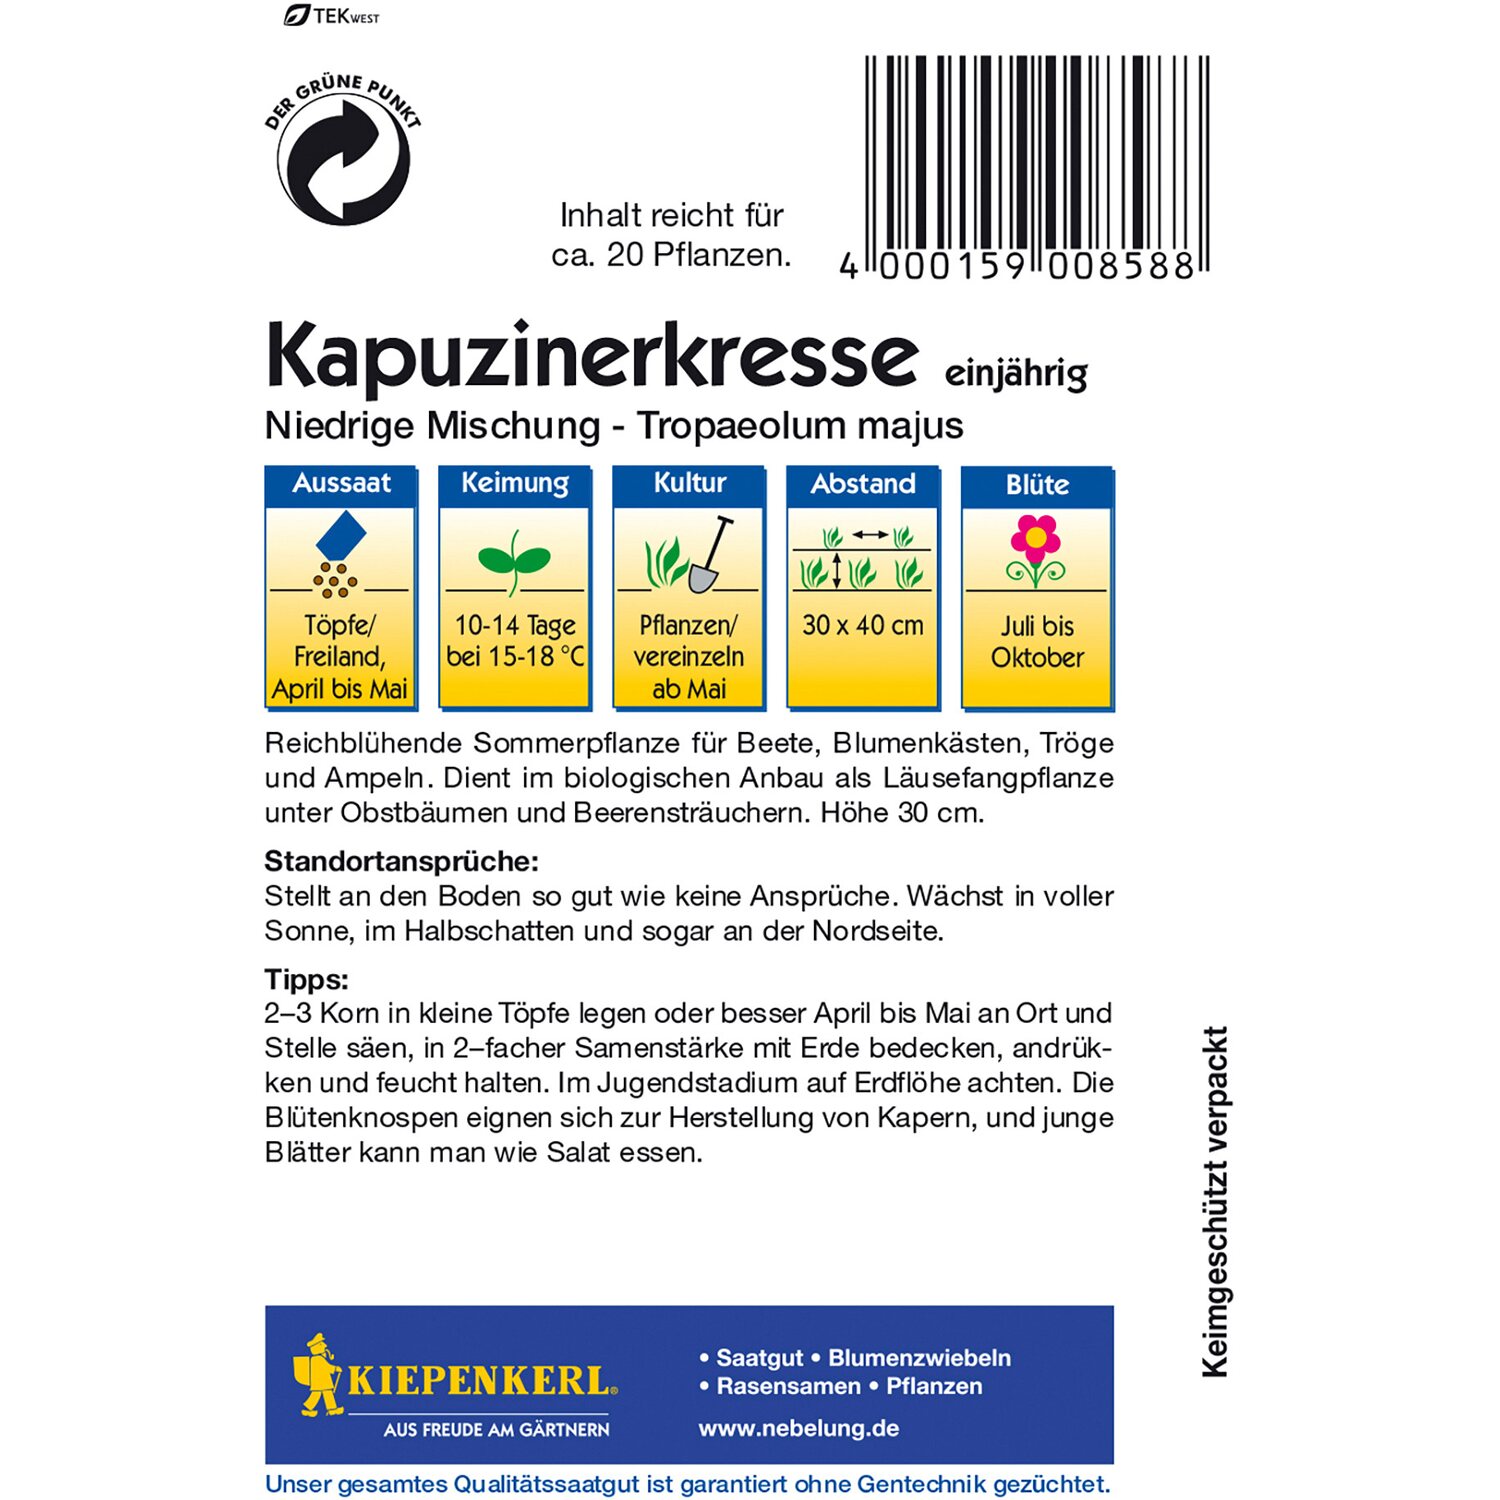 TEKWEST
DER GRÜNE PUNKT
Inhalt reicht für
ca. 20 Pflanzen.
4 000159 008588
Kapuzinerkresse einjährig
Niedrige Mischung - Tropaeolum majus
Aussaat
Töpfe/
Freiland,
April bis Mai
Keimung
10-14 Tage
bei 15-18 °C
Kultur
Pflanzen/
vereinzeln
ab Mai
Abstand
30 x 40 cm
Blüte
Juli bis
Oktober
Reichblühende Sommerpflanze für Beete, Blumenkästen, Tröge
und Ampeln. Dient im biologischen Anbau als Läusefangpflanze
unter Obstbäumen und Beerensträuchern. Höhe 30 cm.
Standortansprüche:
Stellt an den Boden so gut wie keine Ansprüche. Wächst in voller
Sonne, im Halbschatten und sogar an der Nordseite.
Tipps:
2–3 Korn in kleine Töpfe legen oder besser April bis Mai an Ort und
Stelle säen, in 2–facher Samenstärke mit Erde bedecken, andrük-
ken und feucht halten. Im Jugendstadium auf Erdflöhe achten. Die
Blütenknospen eignen sich zur Herstellung von Kapern, und junge
Blätter kann man wie Salat essen.
Keimgeschützt verpackt
KIEPENKERL®
AUS FREUDE AM GÄRTNERN
• Saatgut • Blumenzwiebeln
• Rasensamen • Pflanzen
www.nebelung.de
Unser gesamtes Qualitätssaatgut ist garantiert ohne Gentechnik gezüchtet.